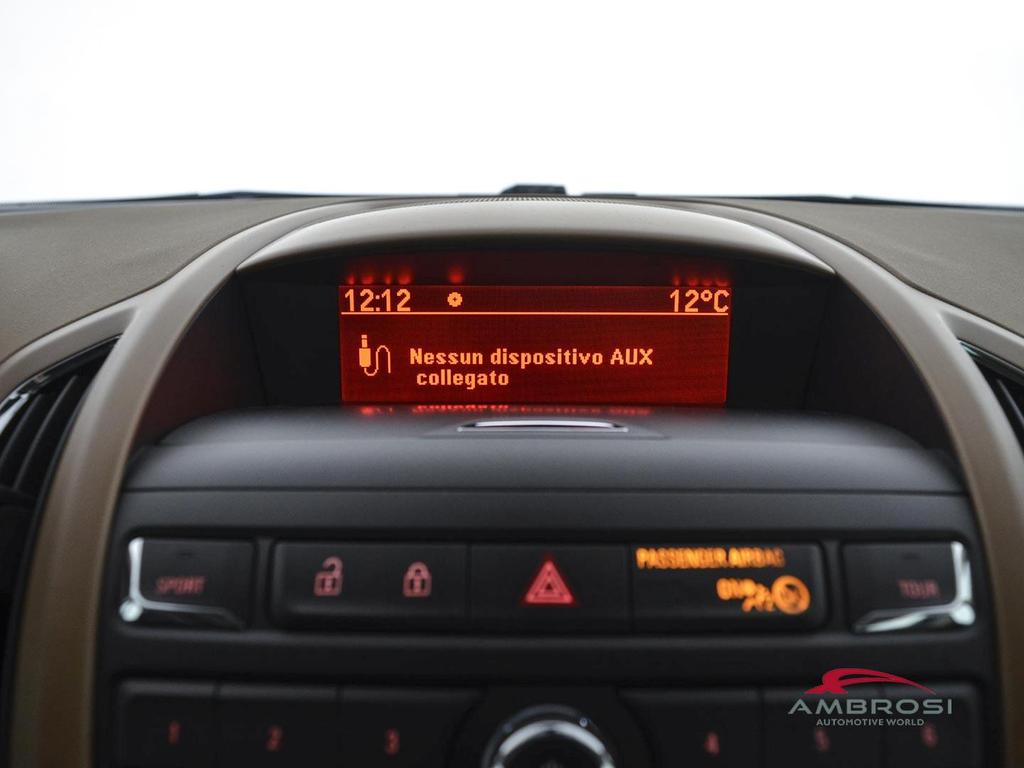 12:12 12°C
Nessun dispositivo AUX
collegato
PASSENGER AIRBAG
SPORT
TOUR
1 2 3 4 5 6
AMBROSI
AUTOMOTIVE WORLD